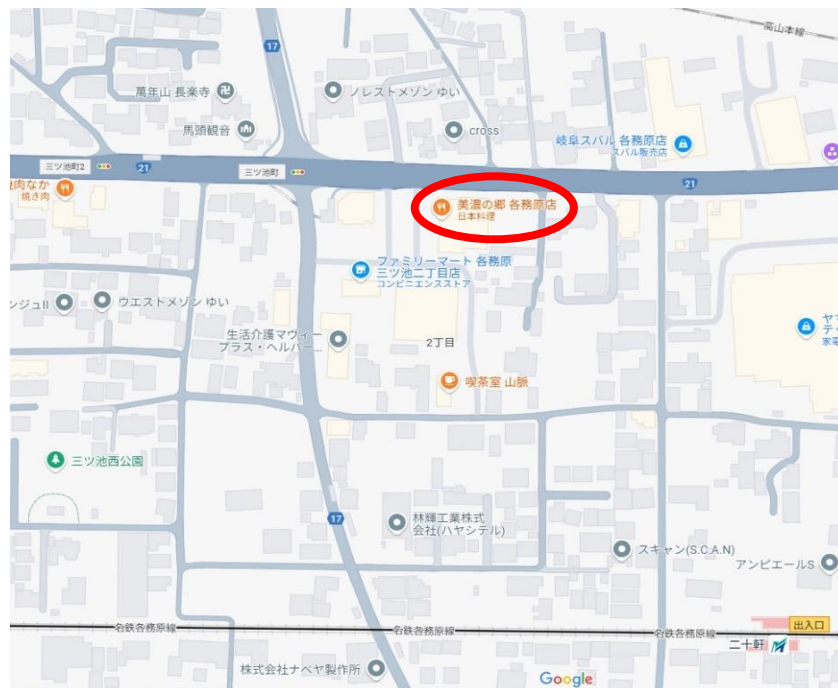 高山本線
17
萬年山 長楽寺
ノレストメゾン ゆい
馬頭観音
cross
岐阜スバル 各務原店
スバル販売店
三ツ池町2
21
三ツ池町
21
焼肉なか
焼き肉
美濃の郷 各務原店
日本料理
ファミリーマート 各務原
三ツ池二丁目店
コンビニエンスストア
ンジュII
ウエストメゾン ゆい
ヤマ
テッ
家電
生活介護マヴィー
プラス・ヘルパー...
2丁目
喫茶室 山脈
三ツ池西公園
17
林輝工業株式
会社(ハヤシテル)
スキャン(S.C.A.N)
アンビエールS
名鉄各務原線
名鉄各務原線
名鉄各務原線
出入口
二十軒
株式会社ナベヤ製作所
Google